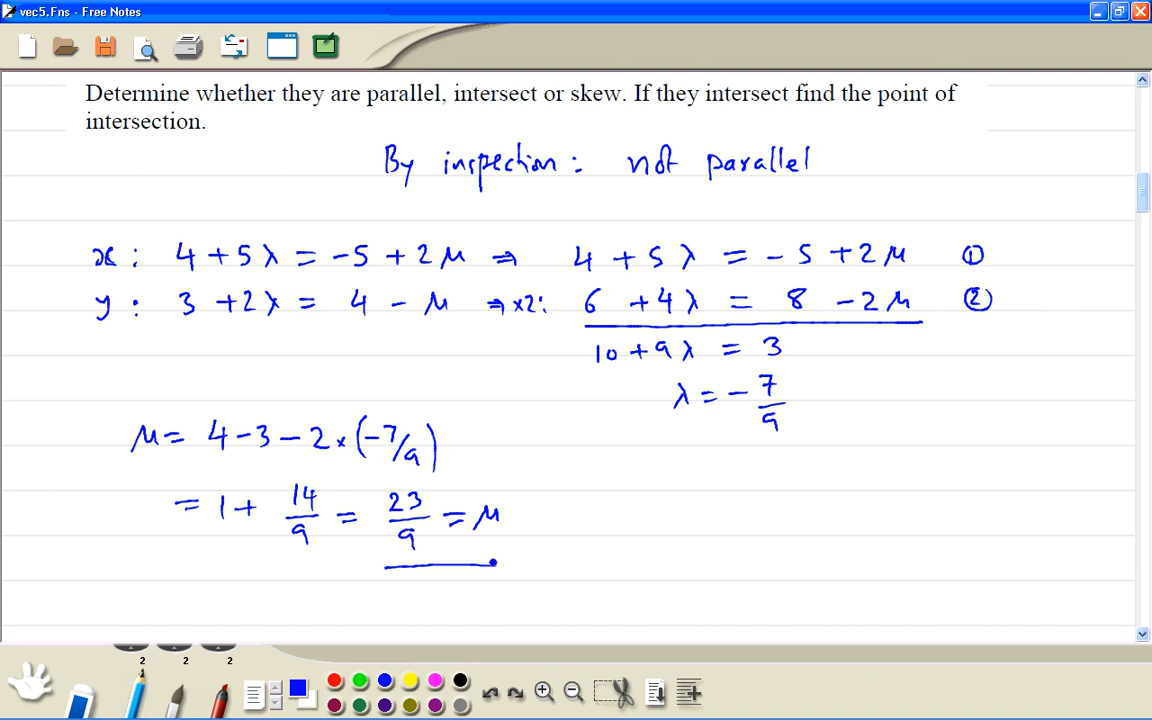 vec5.Fns - Free Notes
Determine whether they are parallel, intersect or skew. If they intersect find the point of
intersection.
By inspection: not parallel
x: 4 + 5λ = -5 + 2μ ⇒ 4 + 5λ = -5 + 2μ ①
y: 3 + 2λ = 4 - μ ⇒ x2: 6 + 4λ = 8 - 2μ ②
10 + 9λ = 3
λ = - 7/9
μ = 4 - 3 - 2 × (-7/9)
= 1 + 14/9 = 23/9 = μ
2 2 2